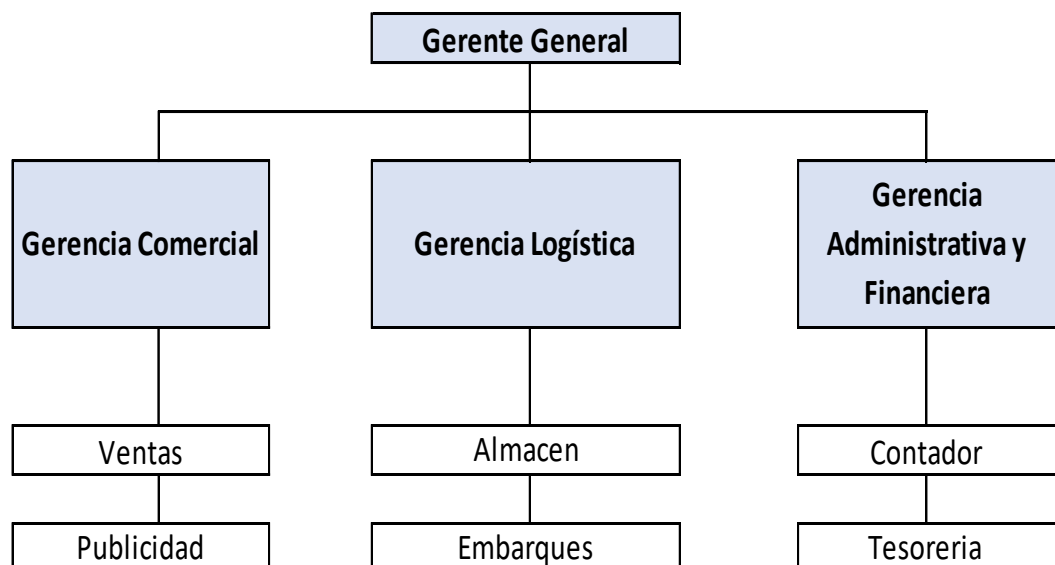 Gerente General
Gerencia Comercial
Gerencia Logística
Gerencia
Administrativa y
Financiera
Ventas
Almacen
Contador
Publicidad
Embarques
Tesoreria